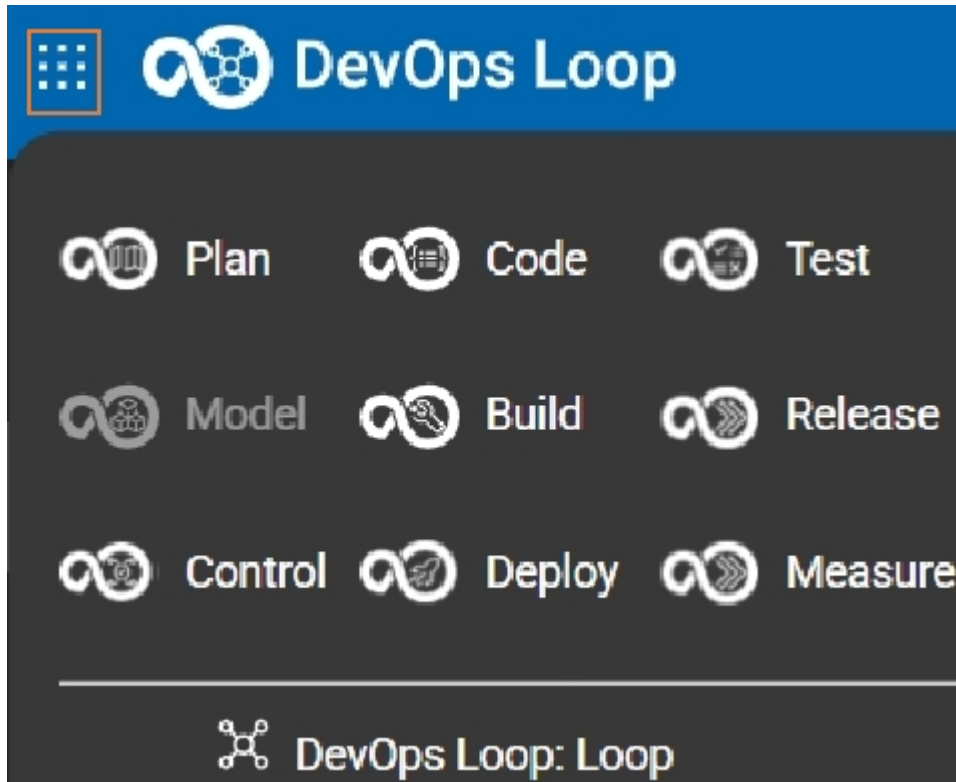 DevOps Loop
Plan Code Test
Model Build Release
Control Deploy Measure
DevOps Loop: Loop